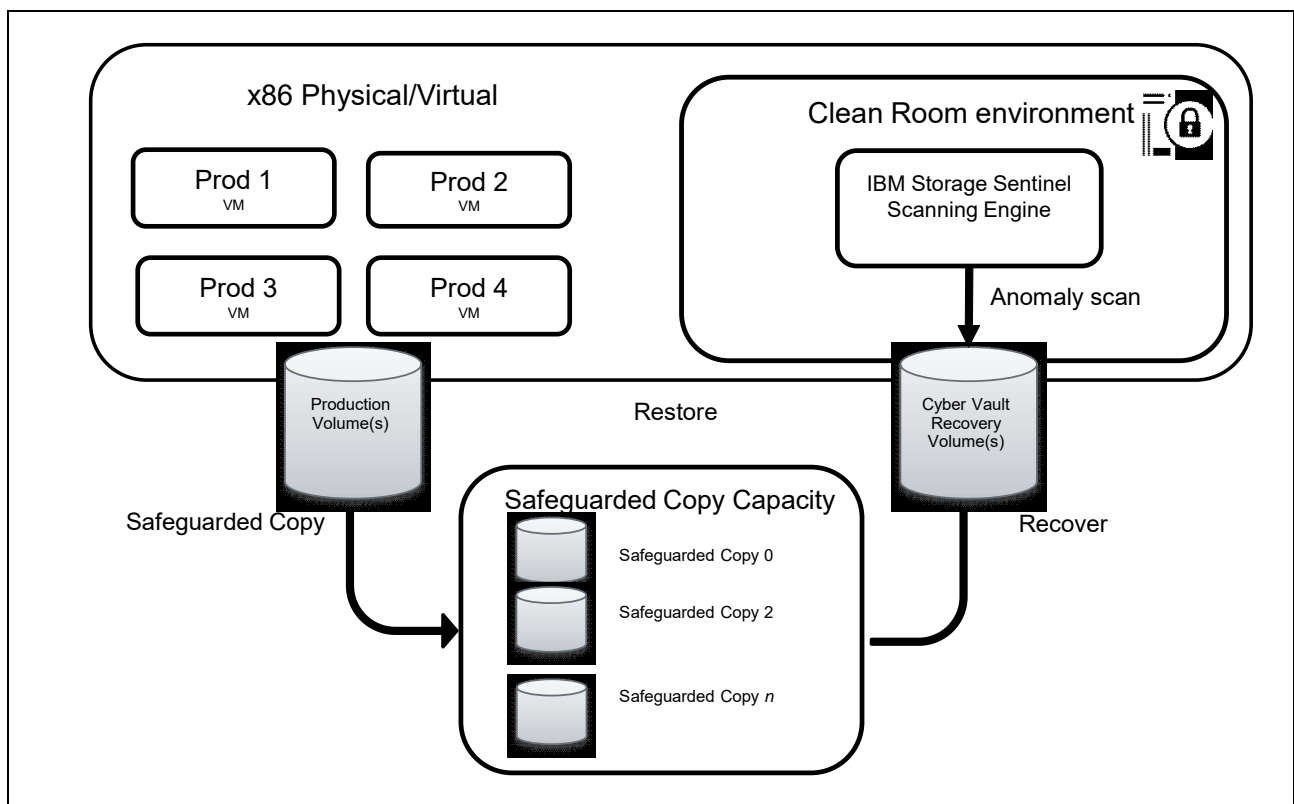 x86 Physical/Virtual
Prod 1
VM
Prod 2
VM
Prod 3
VM
Prod 4
VM
Clean Room environment
IBM Storage Sentinel
Scanning Engine
Anomaly scan
Production
Volume(s)
Restore
Cyber Vault
Recovery
Volume(s)
Safeguarded Copy
Safeguarded Copy Capacity
Safeguarded Copy 0
Safeguarded Copy 2
Safeguarded Copy n
Recover